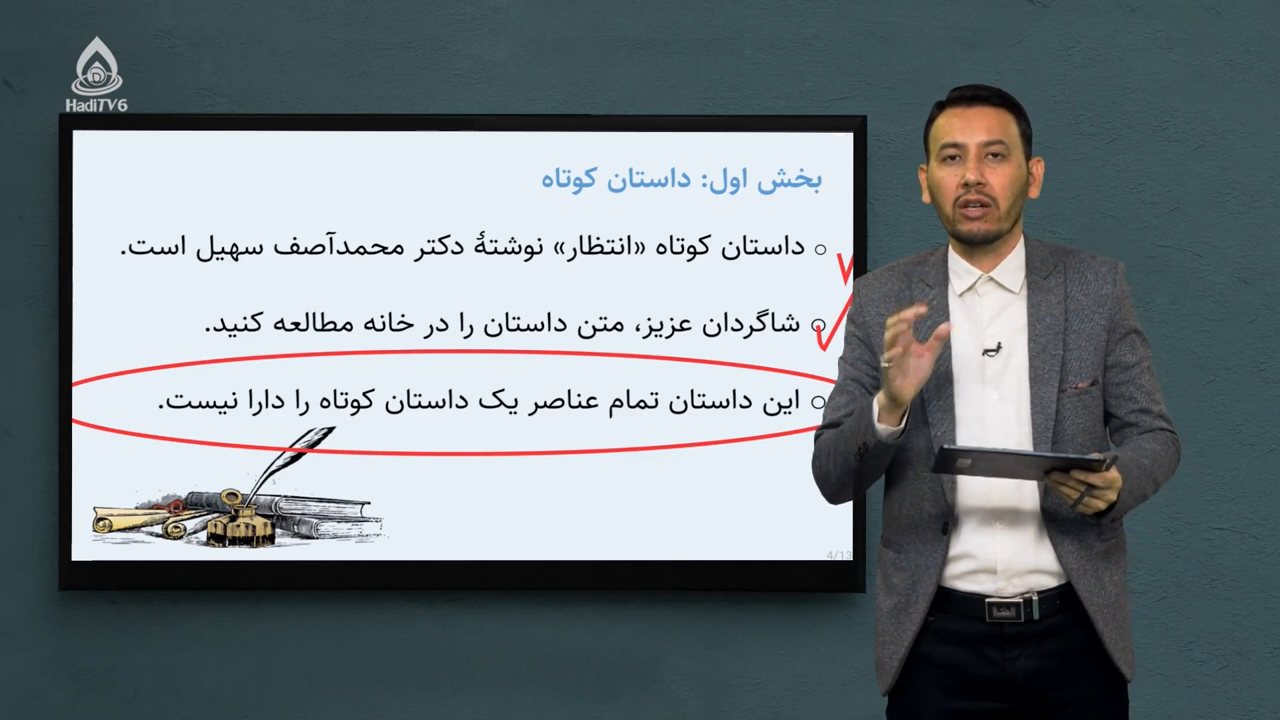 HadiTV6
بخش اول: داستان کوتاه
داستان کوتاه «انتظار» نوشتهٔ دکتر محمدآصف سهیل است.
شاگردان عزیز، متن داستان را در خانه مطالعه کنید.
این داستان تمام عناصر یک داستان کوتاه را دارا نیست.
4/13